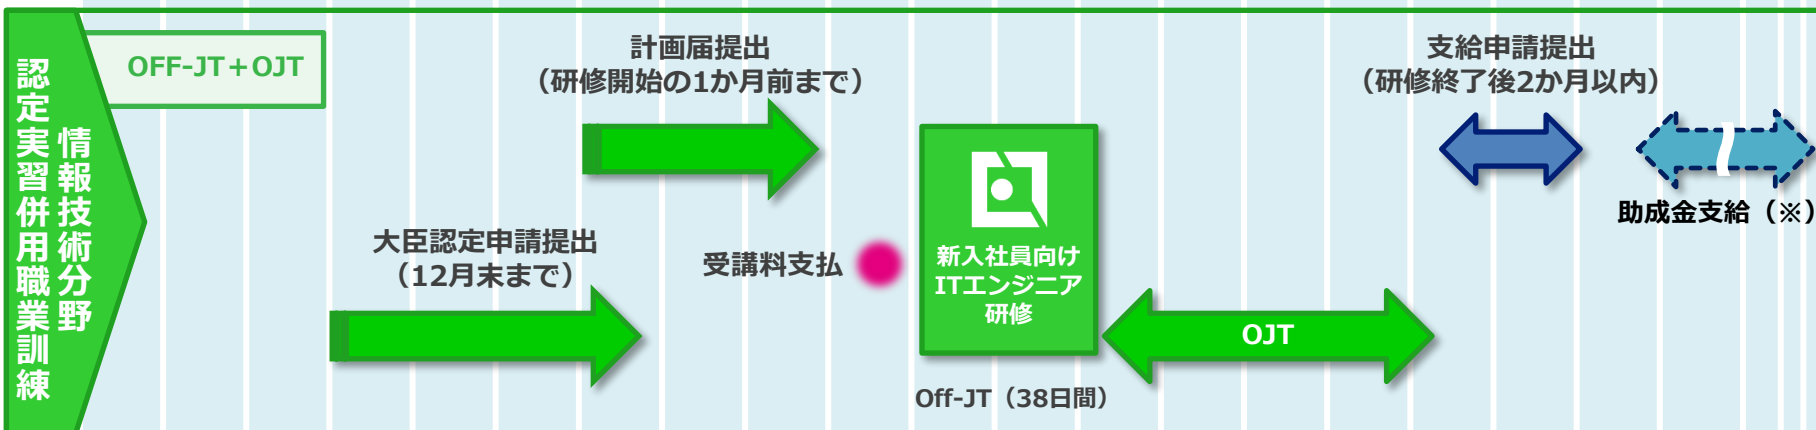 情報技術分野
認定実習併用職業訓練
OFF-JT＋OJT
計画届提出
（研修開始の1か月前まで）
支給申請提出
（研修終了後2か月以内）
助成金支給（※）
大臣認定申請提出
（12月末まで）
受講料支払
新入社員向け
ITエンジニア
研修
OJT
Off-JT（38日間）